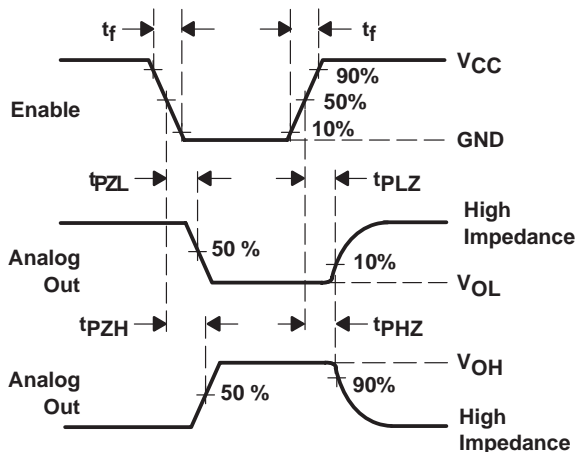 tf tf
VCC
90%
Enable 50%
10%
GND
tPZL tPLZ
High
Impedance
Analog
Out
50 % 10%
VOL
tPZH tPHZ
VOH
Analog
Out
50 % 90%
High
Impedance